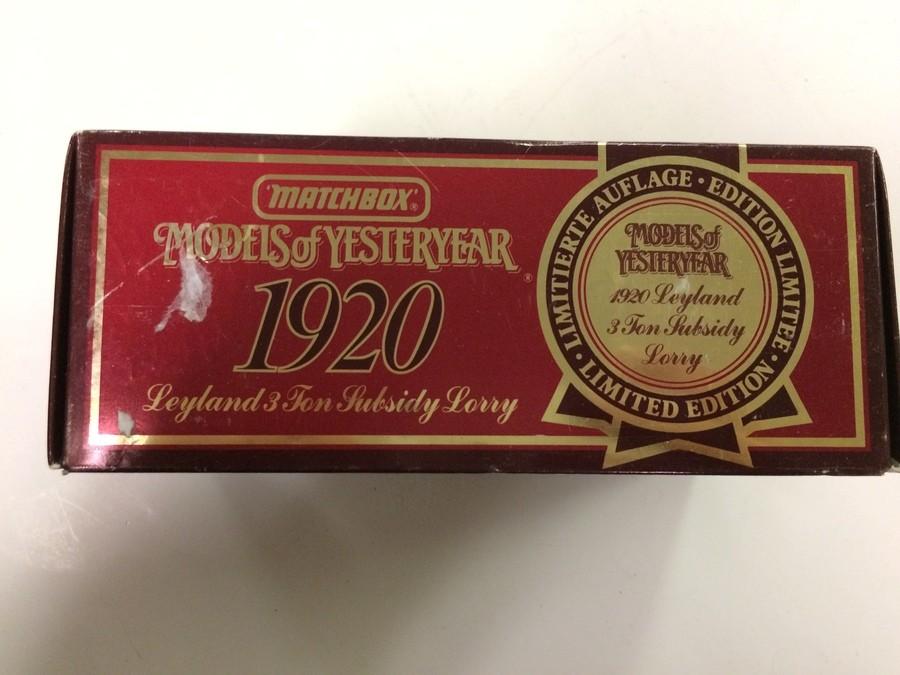 "MATCHBOX"®
MODELS of YESTERYEAR®
1920
Leyland 3 Ton Subsidy Lorry
LIMITIERTE AUFLAGE • EDITION LIMITEE • LIMITED EDITION •
MODELS of
YESTERYEAR
1920 Leyland
3 Ton Subsidy
Lorry